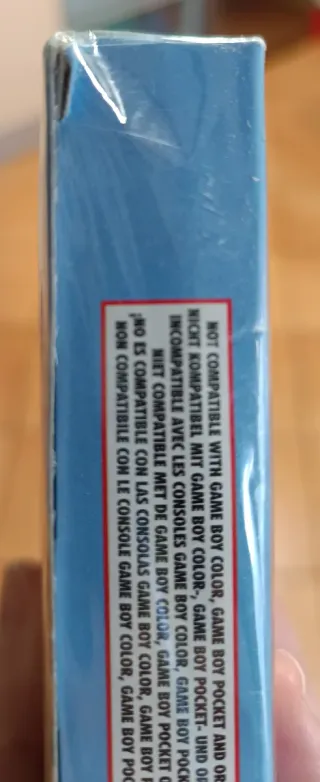 NOT COMPATIBLE WITH GAME BOY COLOR, GAME BOY POCKET AND
NICHT KOMPATIBEL MIT GAME BOY COLOR-, GAME BOY POCKET- UND
INCOMPATIBLE AVEC LES CONSOLES GAME BOY COLOR, GAME BOY
NIET COMPATIBLE MET DE GAME BOY COLOR, GAME BOY POCKET
¡NO ES COMPATIBLE CON LAS CONSOLAS GAME BOY COLOR, GAME BOY
NON COMPATIBILE CON LE CONSOLE GAME BOY COLOR, GAME BOY